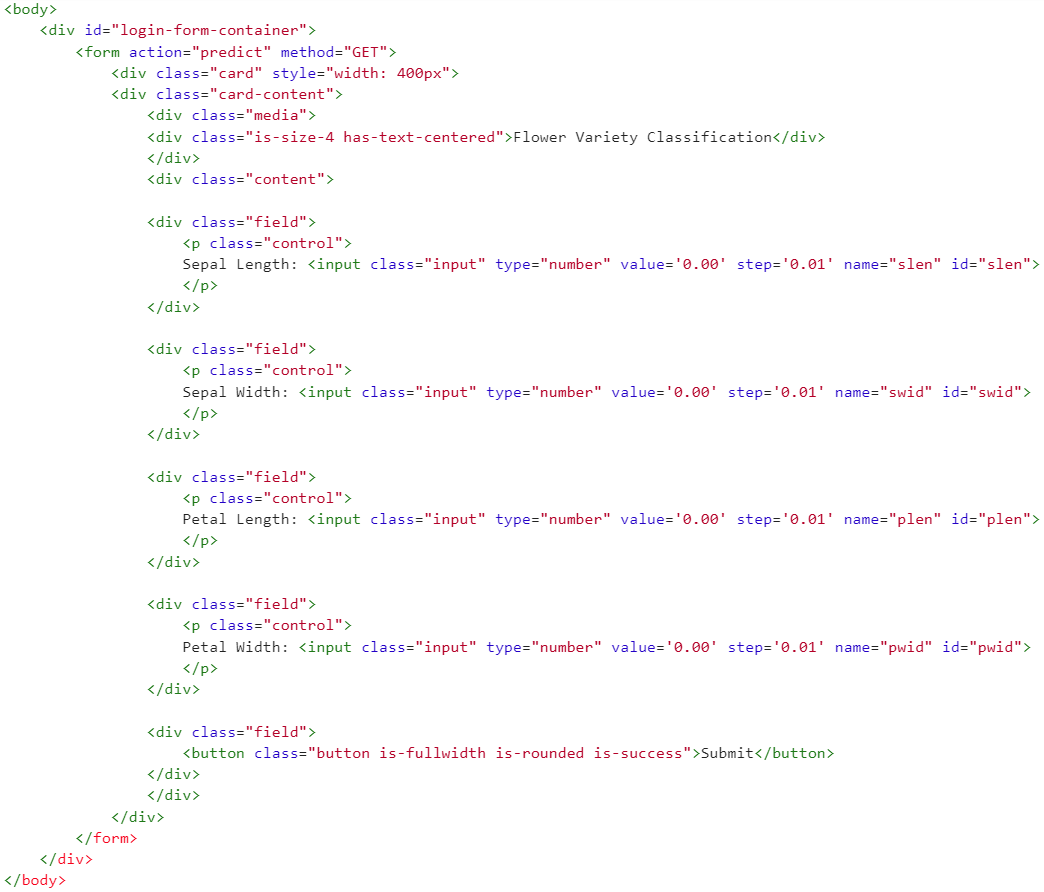 <body>
<div id="login-form-container">
<form action="predict" method="GET">
<div class="card" style="width: 400px">
<div class="card-content">
<div class="media">
<div class="is-size-4 has-text-centered">Flower Variety Classification</div>
</div>
<div class="content">
<div class="field">
<p class="control">
Sepal Length: <input class="input" type="number" value='0.00' step='0.01' name="slen" id="slen">
</p>
</div>
<div class="field">
<p class="control">
Sepal Width: <input class="input" type="number" value='0.00' step='0.01' name="swid" id="swid">
</p>
</div>
<div class="field">
<p class="control">
Petal Length: <input class="input" type="number" value='0.00' step='0.01' name="plen" id="plen">
</p>
</div>
<div class="field">
<p class="control">
Petal Width: <input class="input" type="number" value='0.00' step='0.01' name="pwid" id="pwid">
</p>
</div>
<div class="field">
<button class="button is-fullwidth is-rounded is-success">Submit</button>
</div>
</div>
</div>
</form>
</div>
</body>